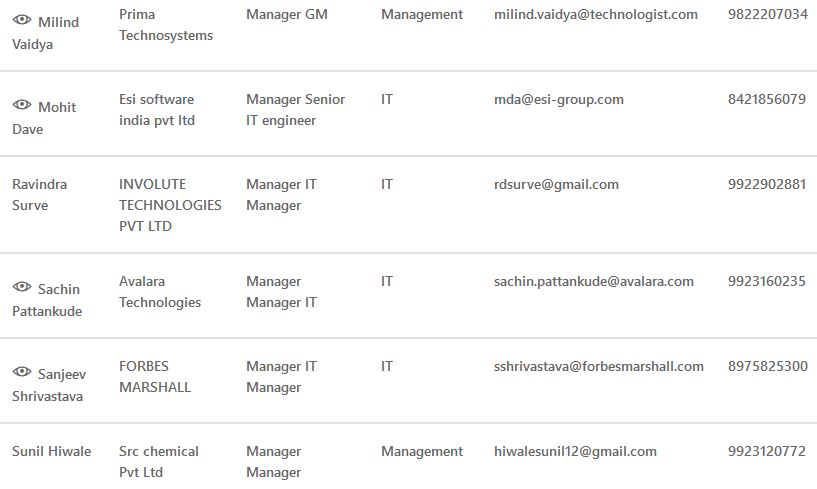 Milind Vaidya Prima Technosystems Manager GM Management milind.vaidya@technologist.com 9822207034
Mohit Dave Esi software india pvt ltd Manager Senior IT engineer IT mda@esi-group.com 8421856079
Ravindra Surve INVOLUTE TECHNOLOGIES PVT LTD Manager IT Manager IT rdsurve@gmail.com 9922902881
Sachin Pattankude Avalara Technologies Manager Manager IT IT sachin.pattankude@avalara.com 9923160235
Sanjeev Shrivastava FORBES MARSHALL Manager IT Manager IT sshrivastava@forbesmarshall.com 8975825300
Sunil Hiwale Src chemical Pvt Ltd Manager Manager Management hiwalesunil12@gmail.com 9923120772